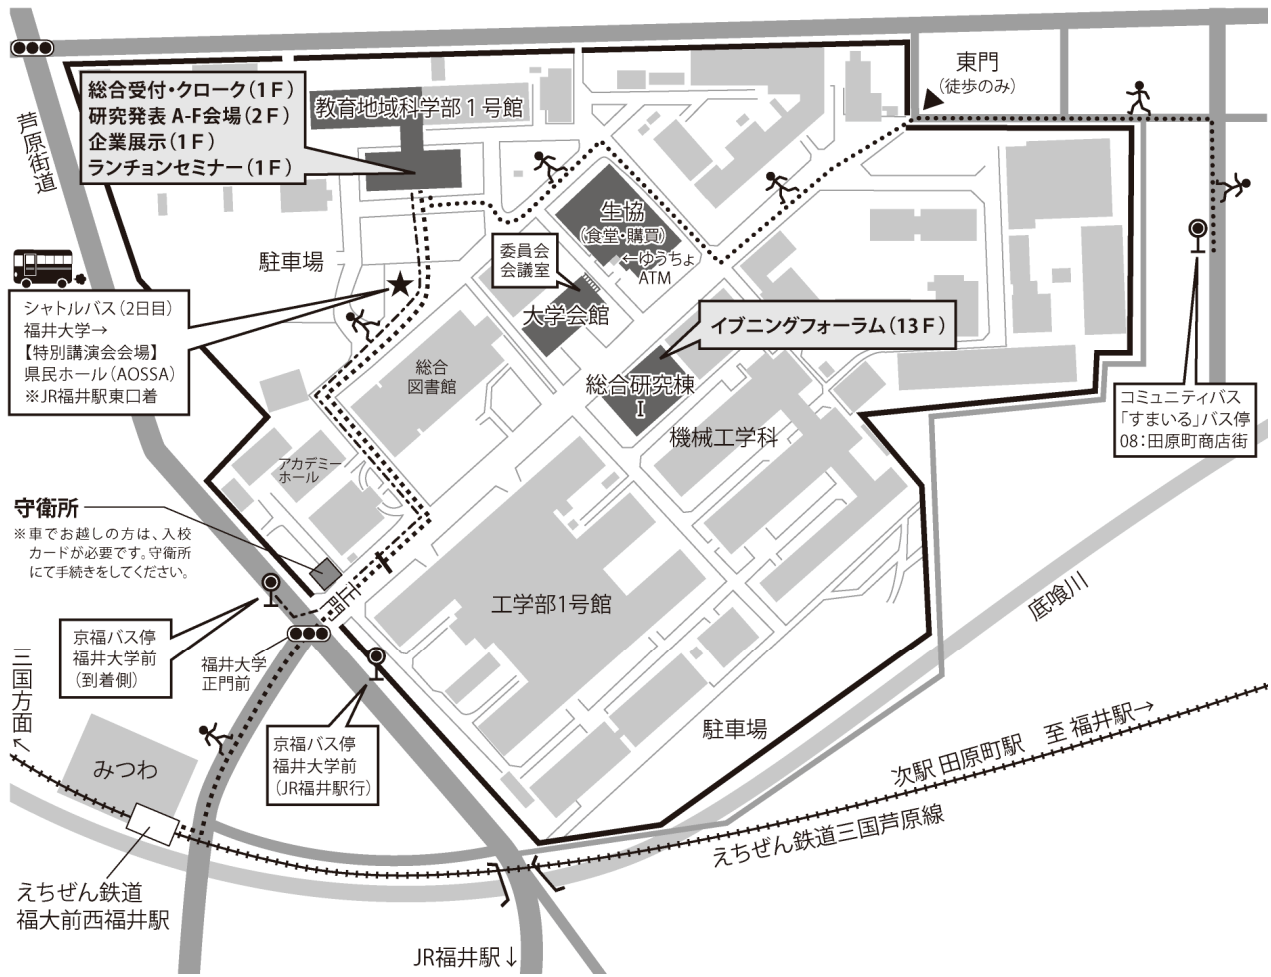 総合受付・クローク（1F）
研究発表 A-F会場（2F）
企業展示（1F）
ランチョンセミナー（1F）
教育地域科学部1号館
東門
（徒歩のみ）
芦原街道
生協
（食堂・購買）
←ゆうちょ
ATM
委員会
会議室
大学会館
駐車場
シャトルバス（2日目）
福井大学→
【特別講演会会場】
県民ホール（AOSSA）
※JR福井駅東口着
イブニングフォーラム（13F）
総合
図書館
総合研究棟
I
機械工学科
コミュニティバス
「すまいる」バス停
08：田原町商店街
アカデミー
ホール
守衛所
※車でお越しの方は、入校
カードが必要です。守衛所
にて手続きをしてください。
正門
工学部1号館
底喰川
京福バス停
福井大学前
（到着側）
福井大学
正門前
三国方面
←
京福バス停
福井大学前
（JR福井駅行）
駐車場
みつわ
次駅 田原町駅　至 福井駅→
えちぜん鉄道三国芦原線
えちぜん鉄道
福大前西福井駅
JR福井駅↓